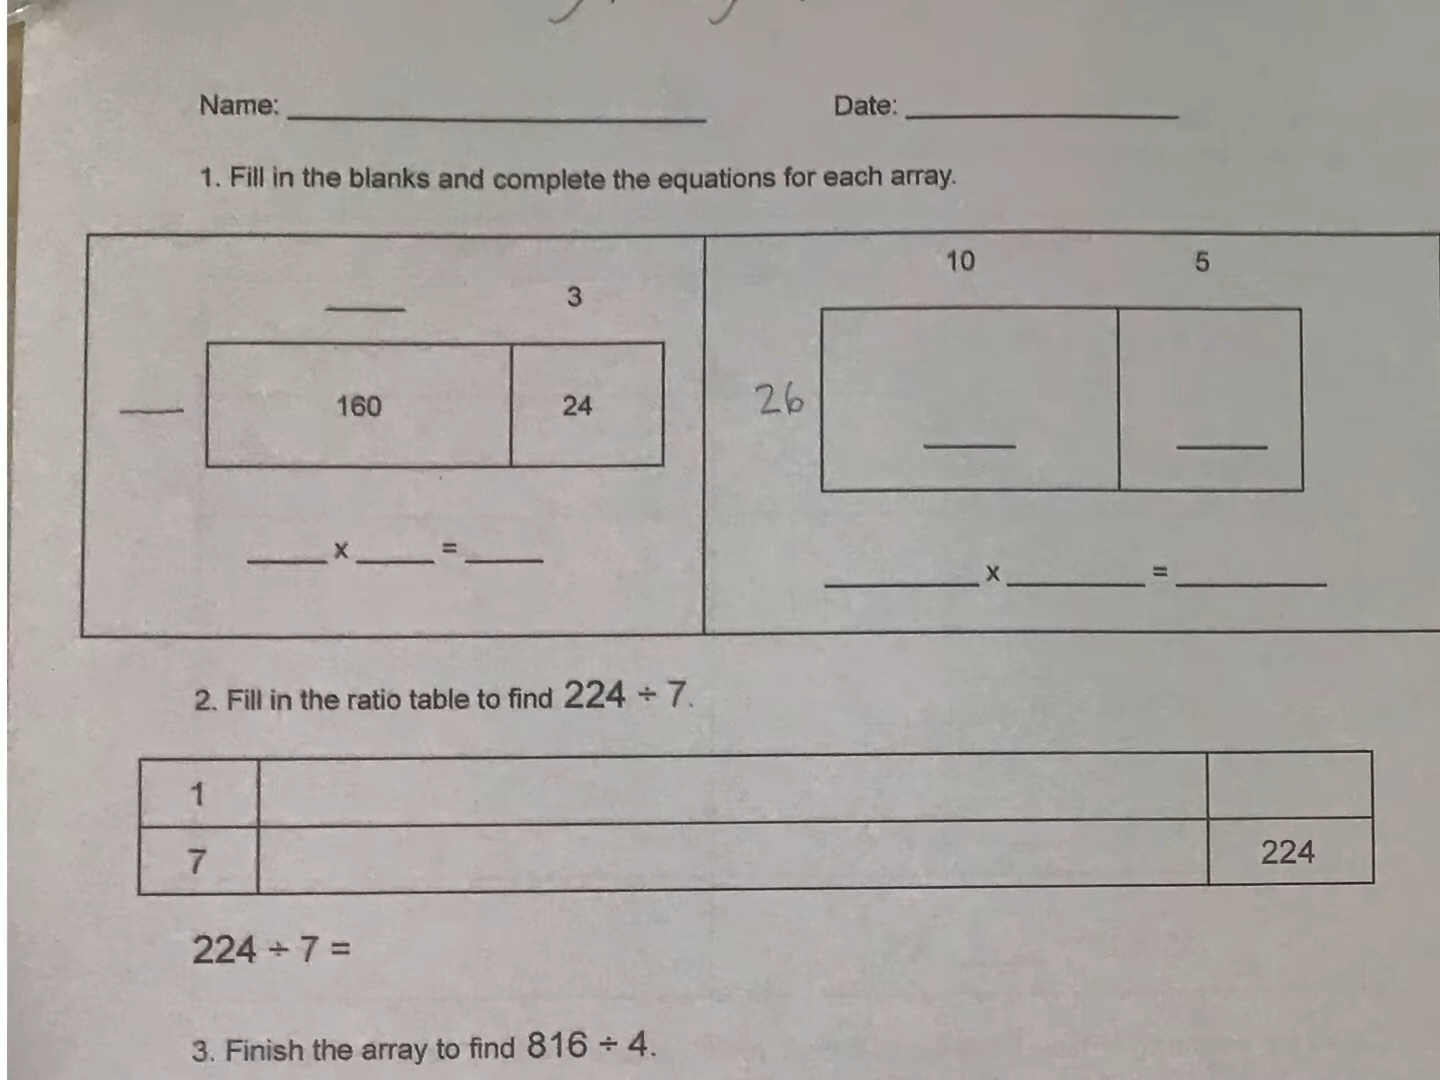 Name: Date:
1. Fill in the blanks and complete the equations for each array.
3
160 24
x =
10 5
26
x =
2. Fill in the ratio table to find 224 ÷ 7.
1
7 224
224 ÷ 7 =
3. Finish the array to find 816 ÷ 4.